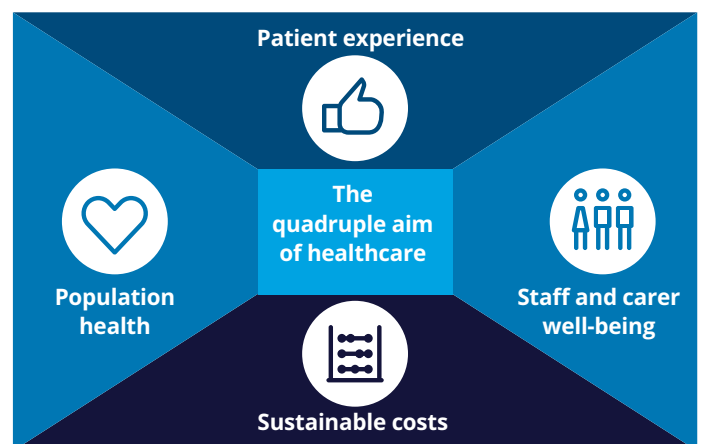 Patient experience
The
quadruple aim
of healthcare
Population
health
Staff and carer
well-being
Sustainable costs